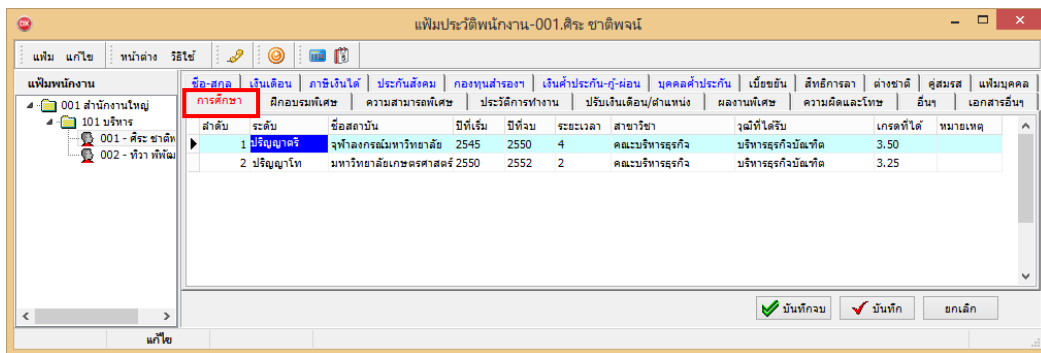 แฟ้มประวัติพนักงาน-001.ศิระ ชาติพจน์
แฟ้ม แก้ไข หน้าต่าง วิธีใช้
แฟ้มพนักงาน
001 สำนักงานใหญ่
101 บริหาร
001 - ศิระ ชาติพ
002 - ทิวา พิพัฒ
ชื่อ-สกุล เงินเดือน ภาษีเงินได้ ประกันสังคม กองทุนสำรองฯ เงินค้ำประกัน-กู้-ผ่อน บุคคลค้ำประกัน เบี้ยขยัน สิทธิการลา ต่างชาติ คู่สมรส แฟ้มบุคคล
การศึกษา ฝึกอบรมพิเศษ ความสามารถพิเศษ ประวัติการทำงาน ปรับเงินเดือน/ตำแหน่ง ผลงานพิเศษ ความผิดและโทษ อื่นๆ เอกสารอื่นๆ
ลำดับ ระดับ ชื่อสถาบัน ปีที่เริ่ม ปีที่จบ ระยะเวลา สาขาวิชา วุฒิที่ได้รับ เกรดที่ได้ หมายเหตุ
1 ปริญญาตรี จุฬาลงกรณ์มหาวิทยาลัย 2545 2550 4 คณะบริหารธุรกิจ บริหารธุรกิจบัณฑิต 3.50
2 ปริญญาโท มหาวิทยาลัยเกษตรศาสตร์ 2550 2552 2 คณะบริหารธุรกิจ บริหารธุรกิจบัณฑิต 3.25
บันทึกจบ บันทึก ยกเลิก
แก้ไข